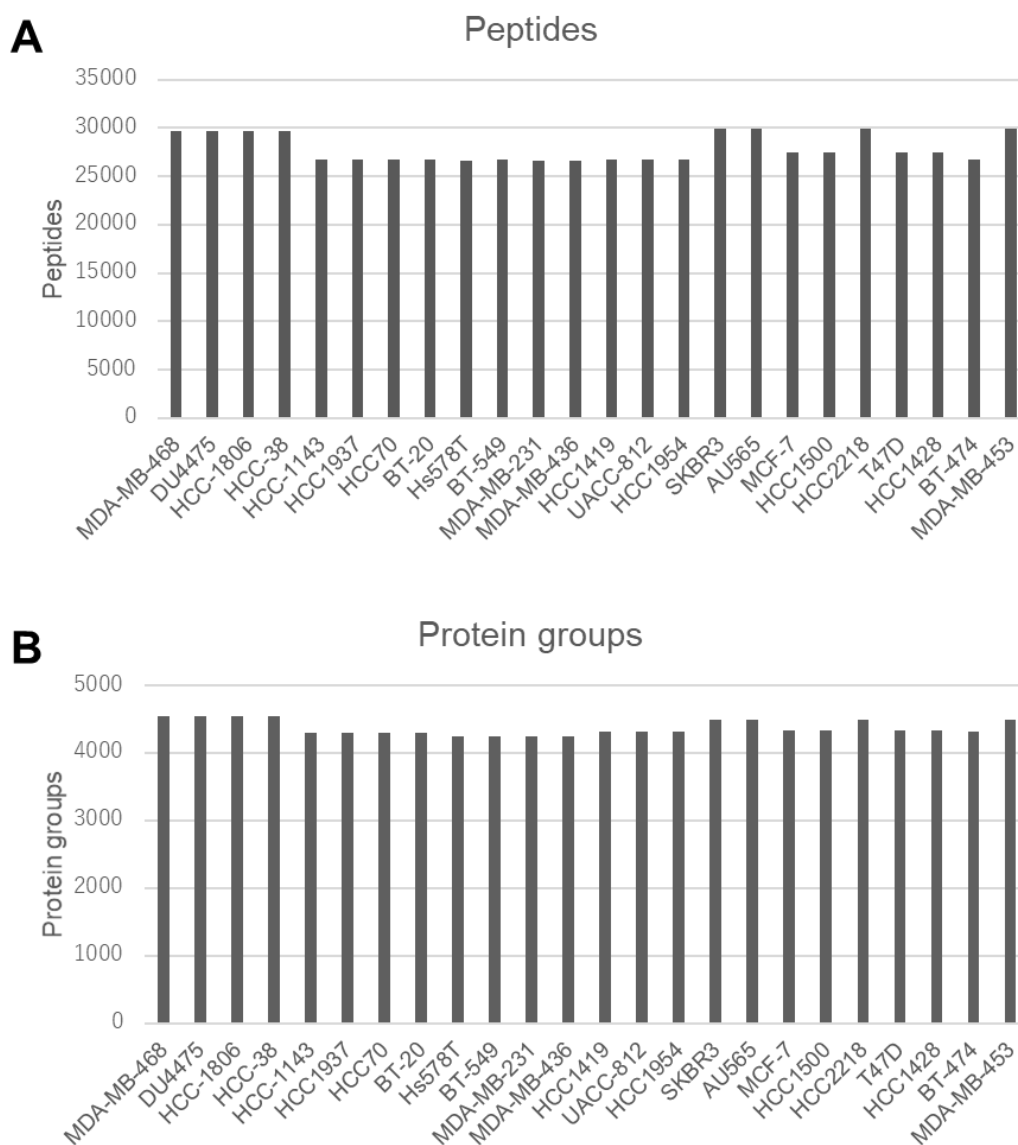 A
Peptides
35000
30000
25000
20000
15000
10000
5000
0
Peptides
MDA-MB-468
DU4475
HCC-1806
HCC-38
HCC-1143
HCC1937
HCC70
BT-20
Hs578T
BT-549
MDA-MB-231
MDA-MB-436
HCC1419
UACC-812
HCC1954
SKBR3
AU565
MCF-7
HCC1500
HCC2218
T47D
HCC1428
BT-474
MDA-MB-453
B
Protein groups
5000
4000
3000
2000
1000
0
Protein groups
MDA-MB-468
DU4475
HCC-1806
HCC-38
HCC-1143
HCC1937
HCC70
BT-20
Hs578T
BT-549
MDA-MB-231
MDA-MB-436
HCC1419
UACC-812
HCC1954
SKBR3
AU565
MCF-7
HCC1500
HCC2218
T47D
HCC1428
BT-474
MDA-MB-453